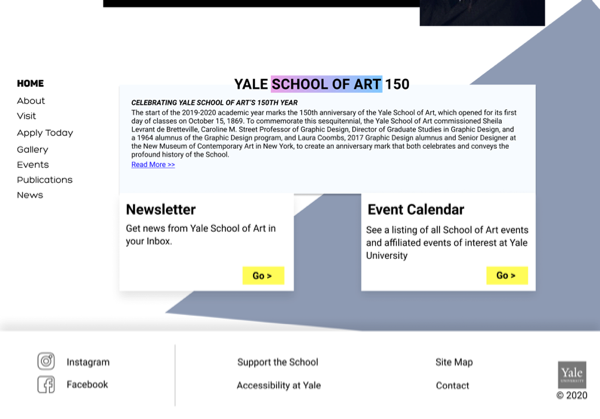 HOME
About
Visit
Apply Today
Gallery
Events
Publications
News
YALE SCHOOL OF ART 150
CELEBRATING YALE SCHOOL OF ART'S 150TH YEAR
The start of the 2019-2020 academic year marks the 150th anniversary of the Yale School of Art, which opened for its first
day of classes on October 15, 1869. To commemorate this sesquitennial, the Yale School of Art commissioned Sheila
Levrant de Bretteville, Caroline M. Street Professor of Graphic Design, Director of Graduate Studies in Graphic Design, and
a 1964 alumnus of the Graphic Design program, and Laura Coombs, 2017 Graphic Design alumnus and Senior Designer at
the New Museum of Contemporary Art in New York, to create an anniversary mark that both celebrates and conveys the
profound history of the School.
Read More >>
Newsletter
Get news from Yale School of Art in
your Inbox.
Go >
Event Calendar
See a listing of all School of Art events
and affiliated events of interest at Yale
University
Go >
Instagram
Facebook
Support the School
Accessibility at Yale
Site Map
Contact
Yale
UNIVERSITY
© 2020